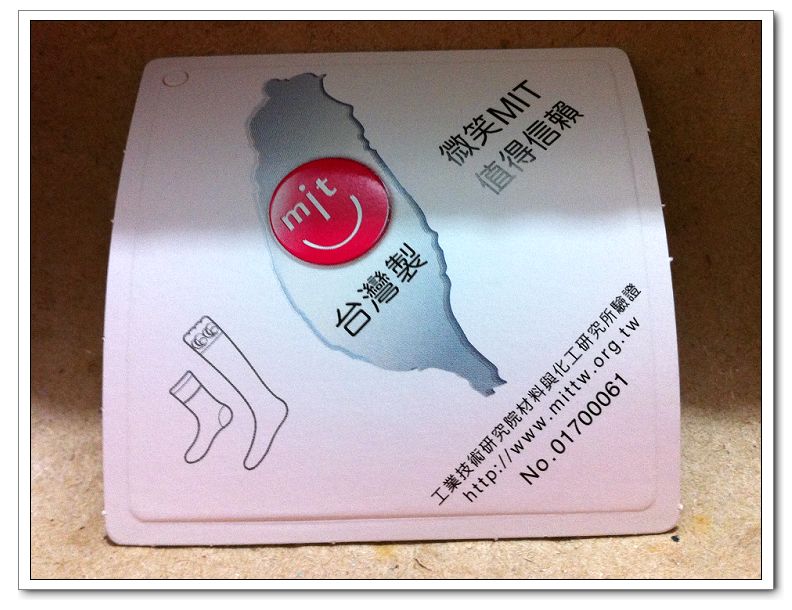 微笑MIT
值得信賴
mit
台灣製
工業技術研究院材料與化工研究所驗證
http://www.mittw.org.tw
No.01700061